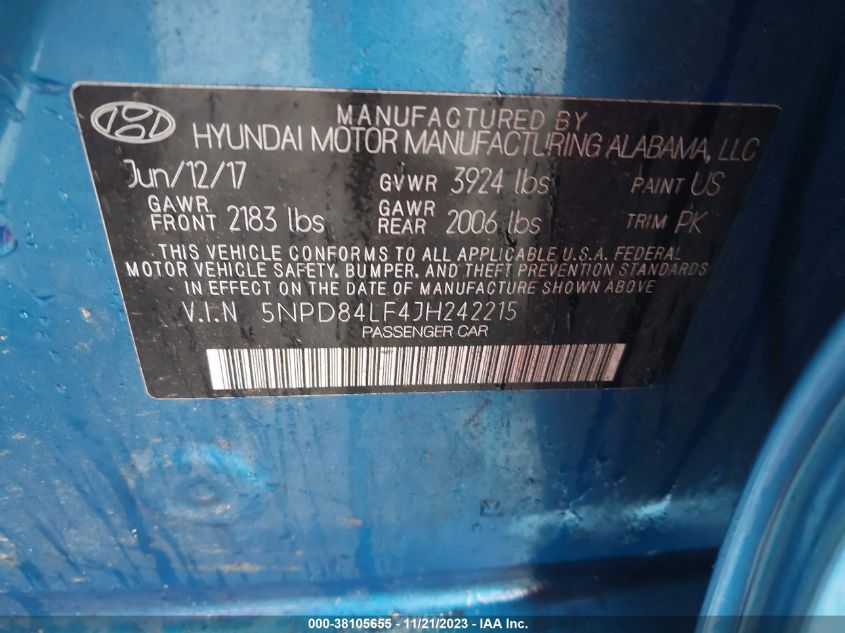 MANUFACTURED BY
HYUNDAI MOTOR MANUFACTURING ALABAMA, LLC
Jun/12/17 GVWR 3924 lbs PAINT US
GAWR FRONT 2183 lbs GAWR REAR 2006 lbs TRIM PK
THIS VEHICLE CONFORMS TO ALL APPLICABLE U.S.A. FEDERAL
MOTOR VEHICLE SAFETY, BUMPER, AND THEFT PREVENTION STANDARDS
IN EFFECT ON THE DATE OF MANUFACTURE SHOWN ABOVE.
V.I.N 5NPD84LF4JH242215
PASSENGER CAR
000-38105655 - 11/21/2023 - IAA Inc.